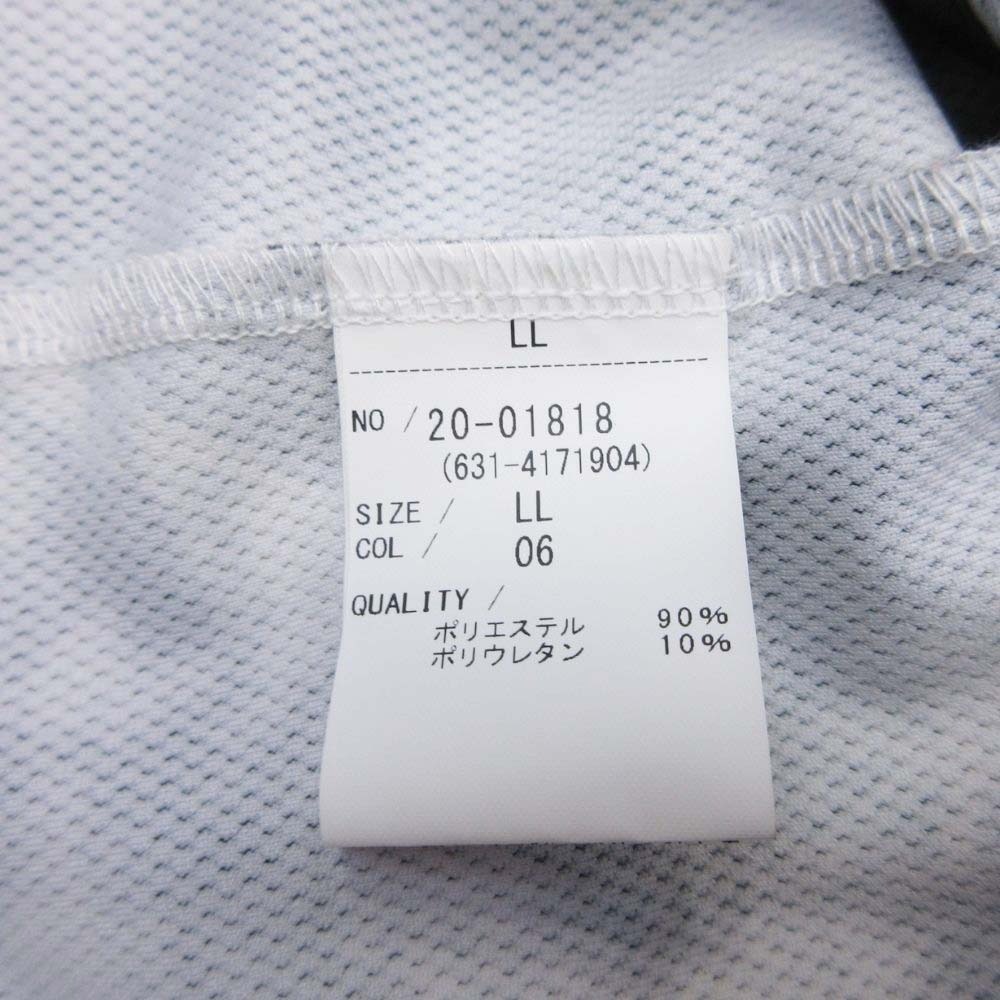 LL
NO / 20-01818
(631-4171904)
SIZE / LL
COL / 06
QUALITY /
ポリエステル 90%
ポリウレタン 10%